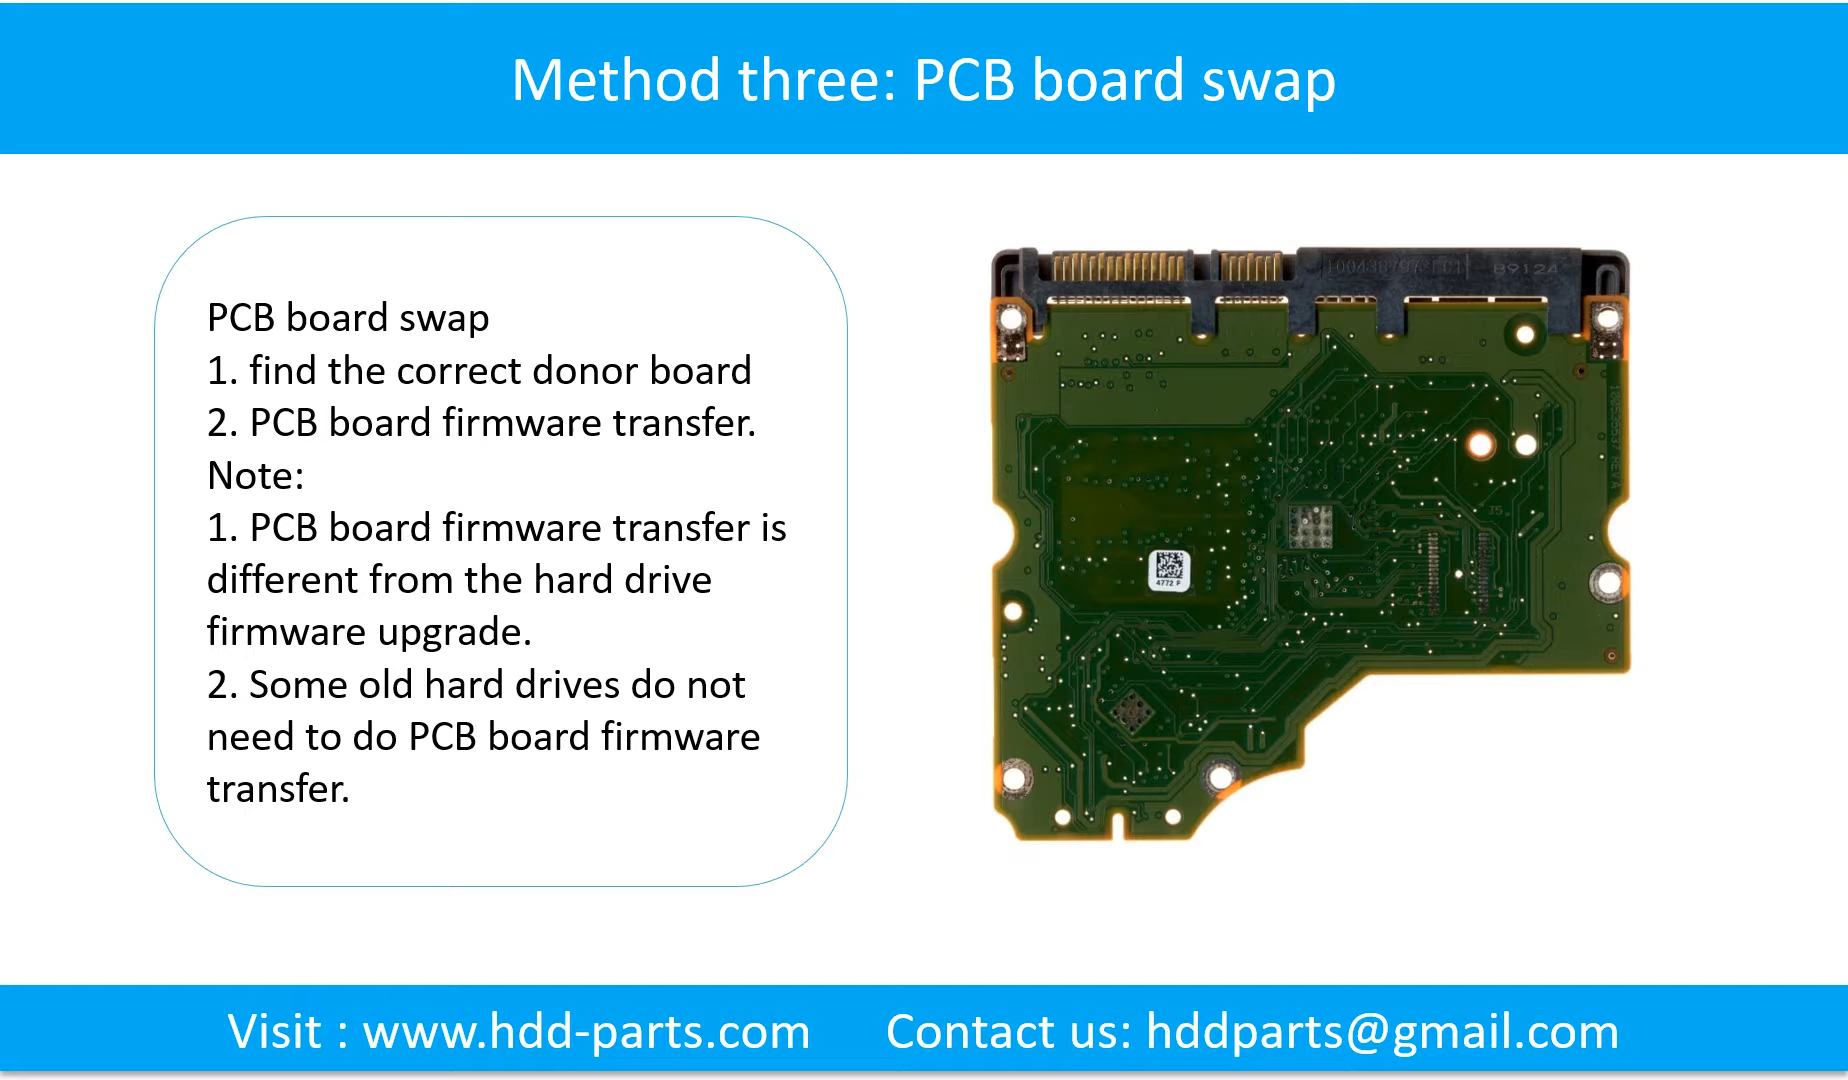 Method three: PCB board swap
PCB board swap
1. find the correct donor board
2. PCB board firmware transfer.
Note:
1. PCB board firmware transfer is
different from the hard drive
firmware upgrade.
2. Some old hard drives do not
need to do PCB board firmware
transfer.
B9124
J5
4772 F
Visit : www.hdd-parts.com Contact us: hddparts@gmail.com